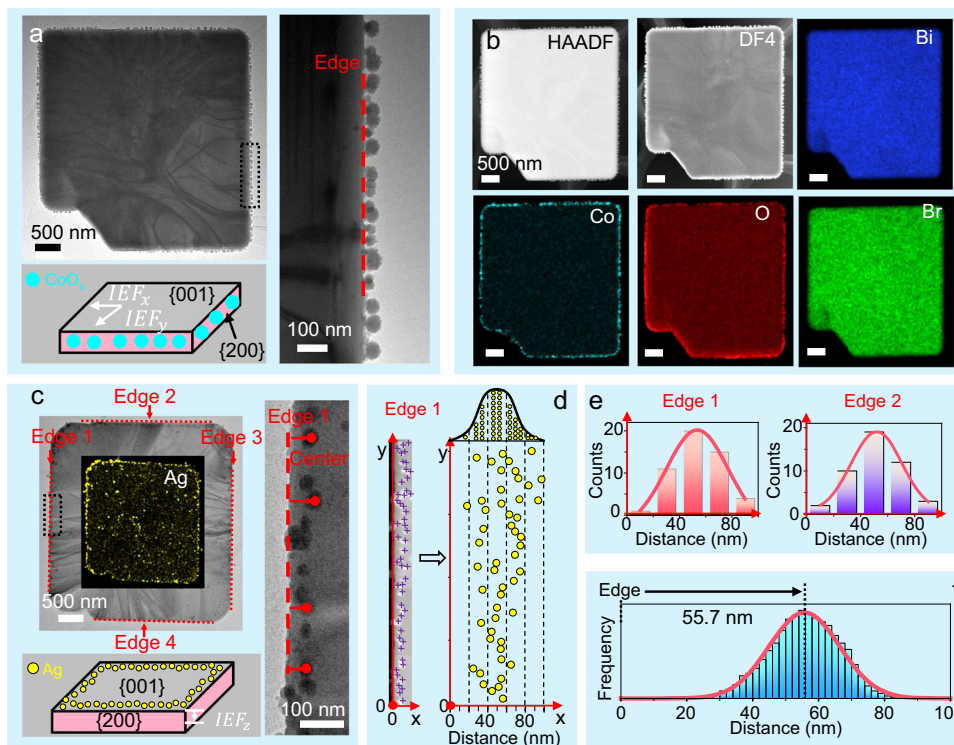 a
Edge
500 nm
100 nm
CoOx
IEFx
IEFy
{001}
{200}
b
HAADF
500 nm
DF4
Bi
Co
O
Br
c
Edge 2
Edge 1
Edge 3
Ag
500 nm
Edge 4
Ag
{001}
{200}
IEFz
Edge 1
Center
100 nm
Edge 1
d
y
y
0
0
x
0 40 80
x
Distance (nm)
e
Edge 1
Counts
20
10
0
0 40 80
Distance (nm)
Edge 2
Counts
20
10
0
0 40 80
Distance (nm)
Edge
55.7 nm
Frequency
0 20 40 60 80 10
Distance (nm)